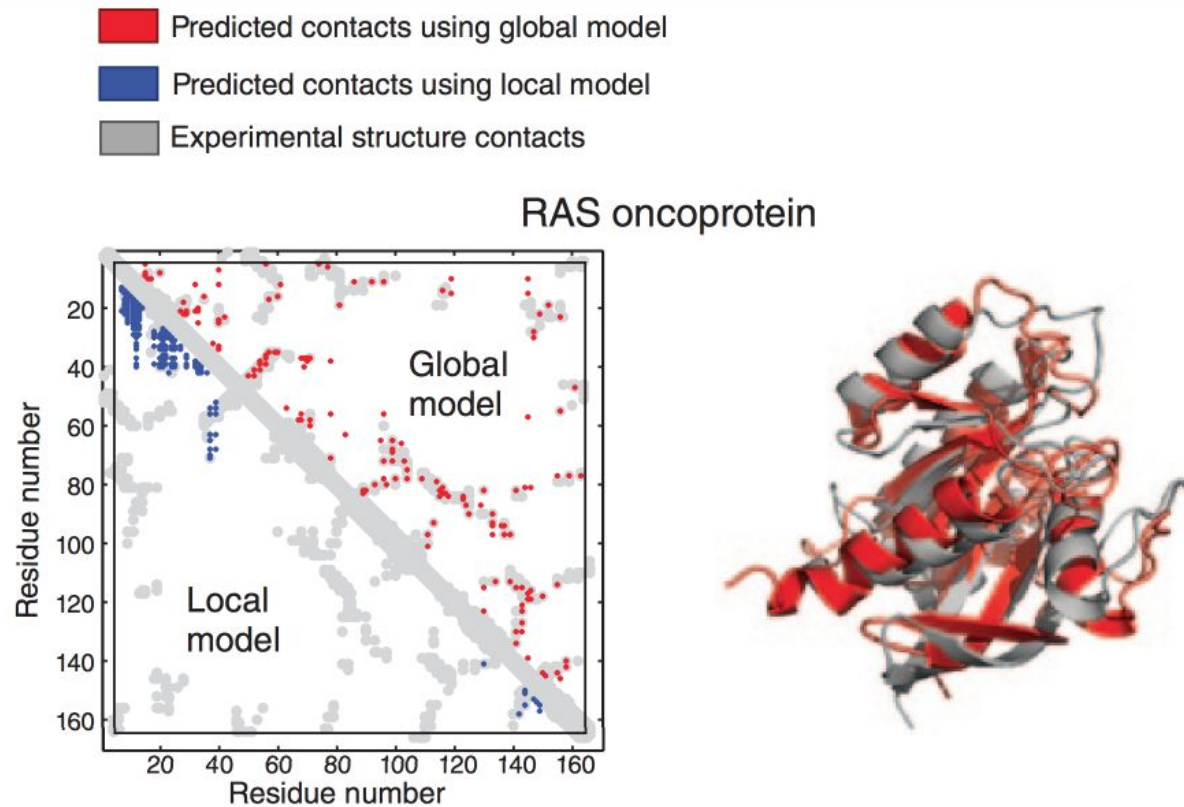 Predicted contacts using global model
Predicted contacts using local model
Experimental structure contacts
RAS oncoprotein
Global
model
Local
model
Residue number
20
40
60
80
100
120
140
160
20 40 60 80 100 120 140 160
Residue number